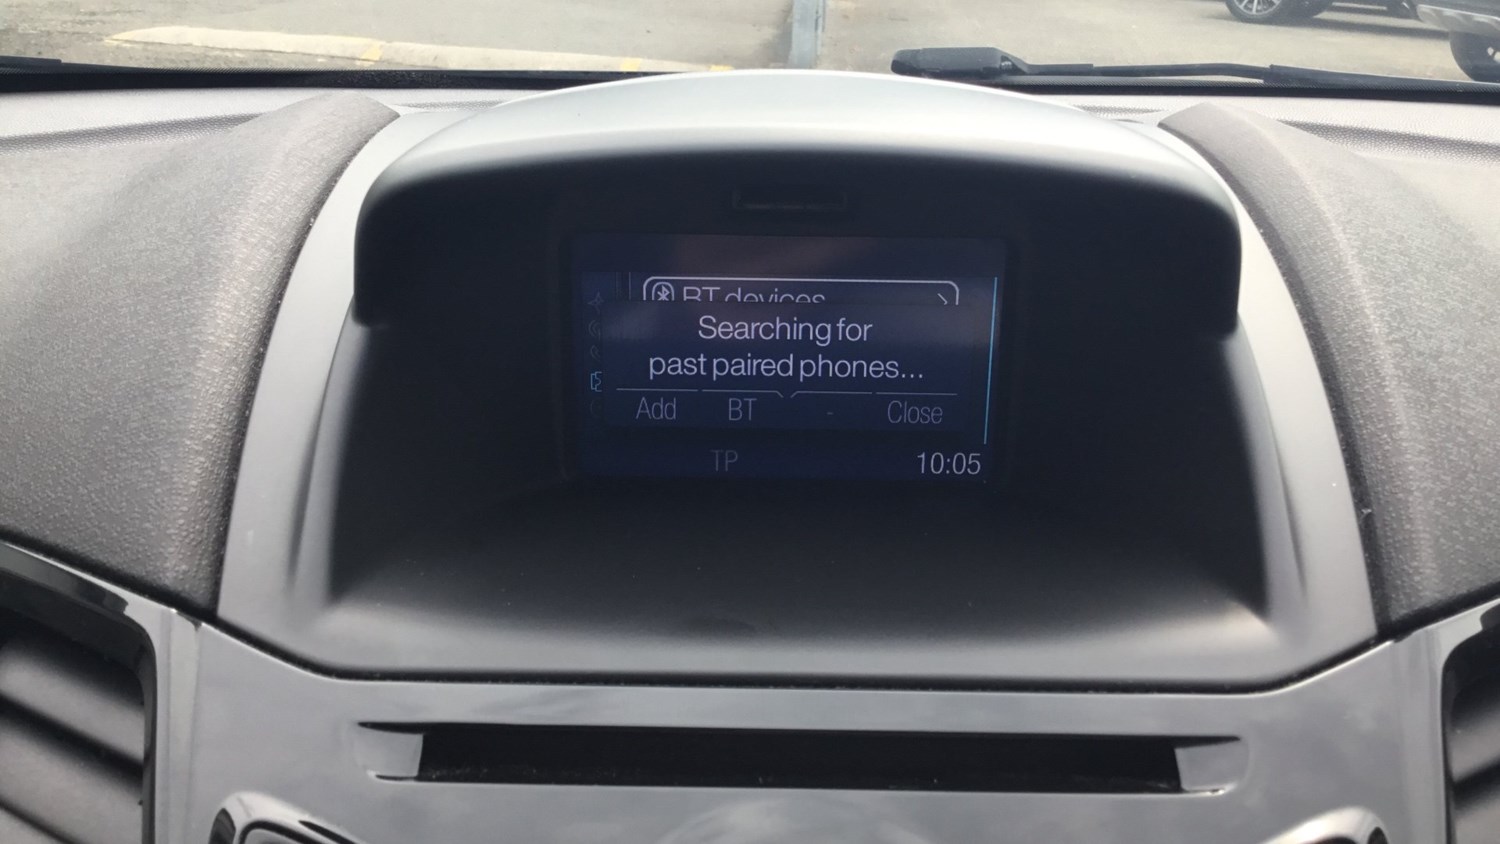 BT devices
Searching for
past paired phones...
Add BT - Close
TP 10:05